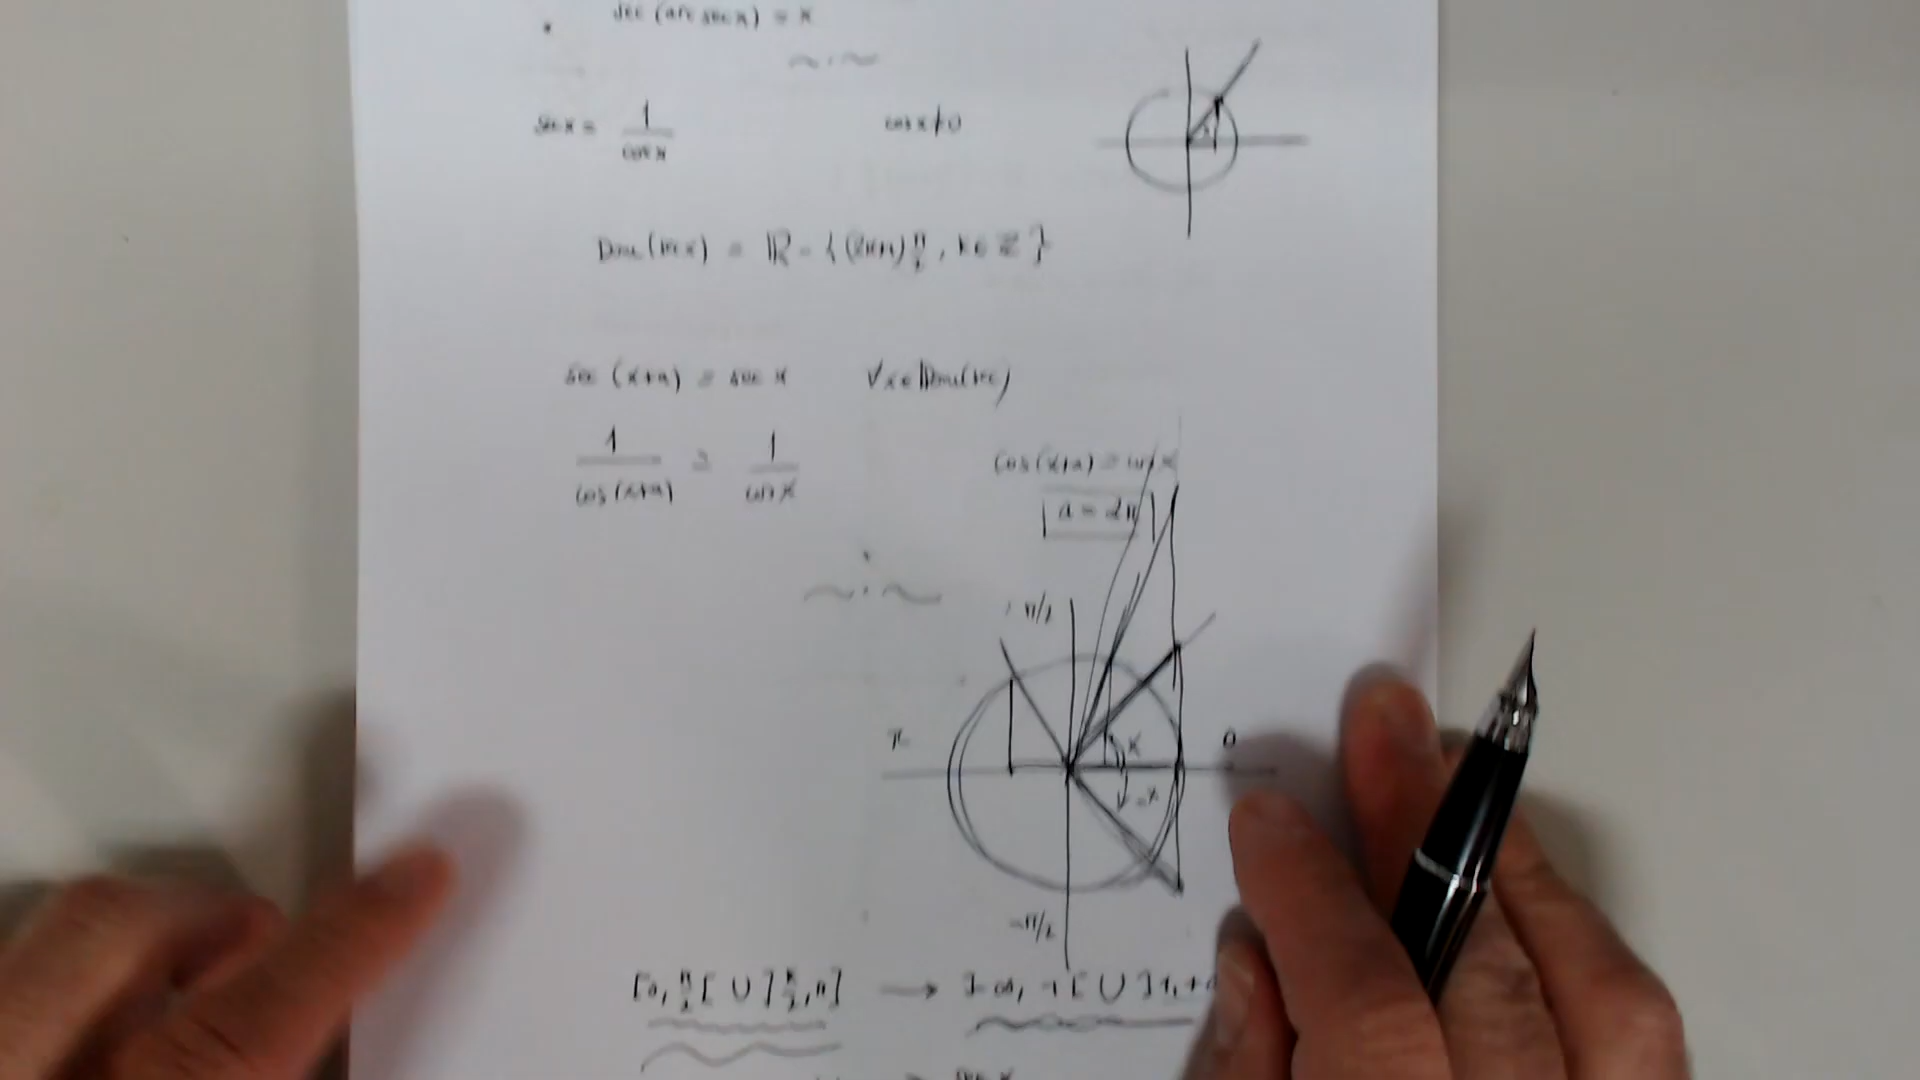 sec (arc sec x) = x
sec x = 1/cos x      cos x ≠ 0
Dom(sec x) = ℝ - {(2k+1) π/2, k ∈ ℤ}
sec (x+a) = sec x      ∀x ∈ Dom(sec)
1/cos(x+a) = 1/cos x      cos(x+a) = cos x
a = 2π
π/2
π      x      0
-x
-π/2
[0, π/2[ ∪ ]π/2, π] → ]-∞, -1[ ∪ ]1, +
sec x